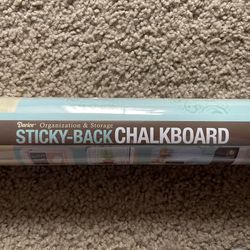 Darice Organization & Storage
STICKY-BACK CHALKBOARD